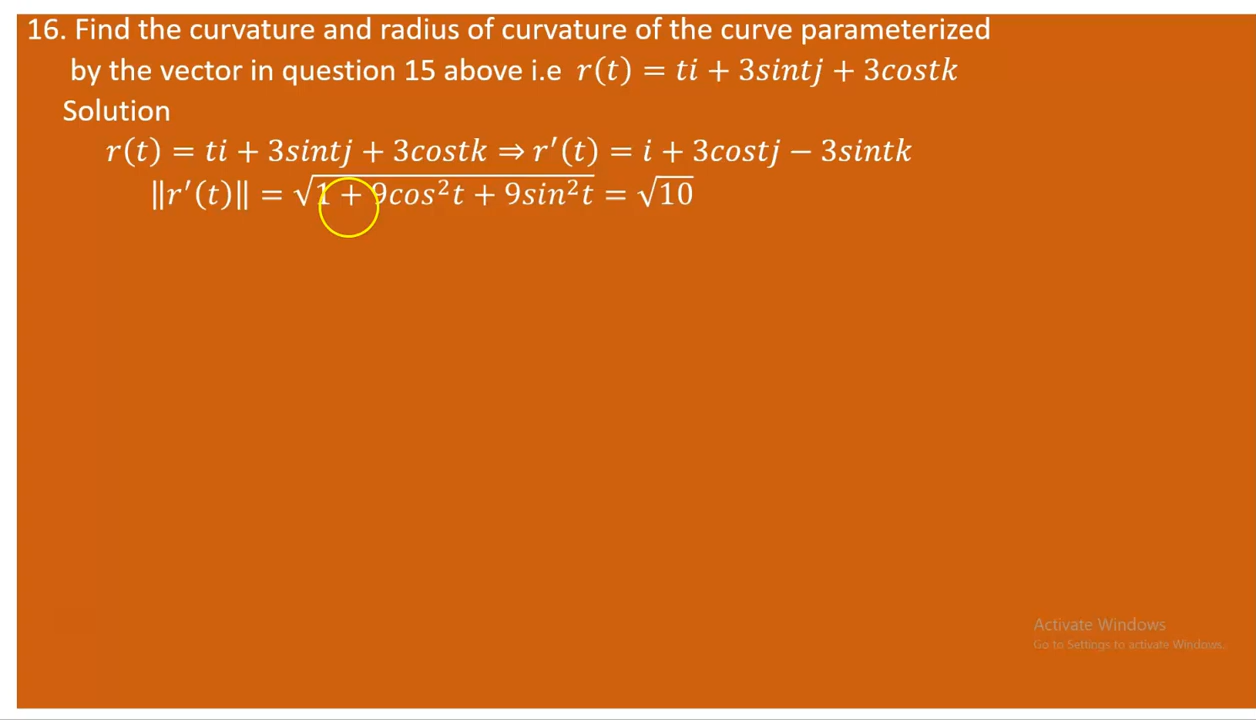 16. Find the curvature and radius of curvature of the curve parameterized
by the vector in question 15 above i.e r(t) = ti + 3sintj + 3costk
Solution
r(t) = ti + 3sintj + 3costk ⇒ r′(t) = i + 3costj − 3sintk
‖r′(t)‖ = √(1 + 9cos²t + 9sin²t) = √10
Activate Windows
Go to Settings to activate Windows.